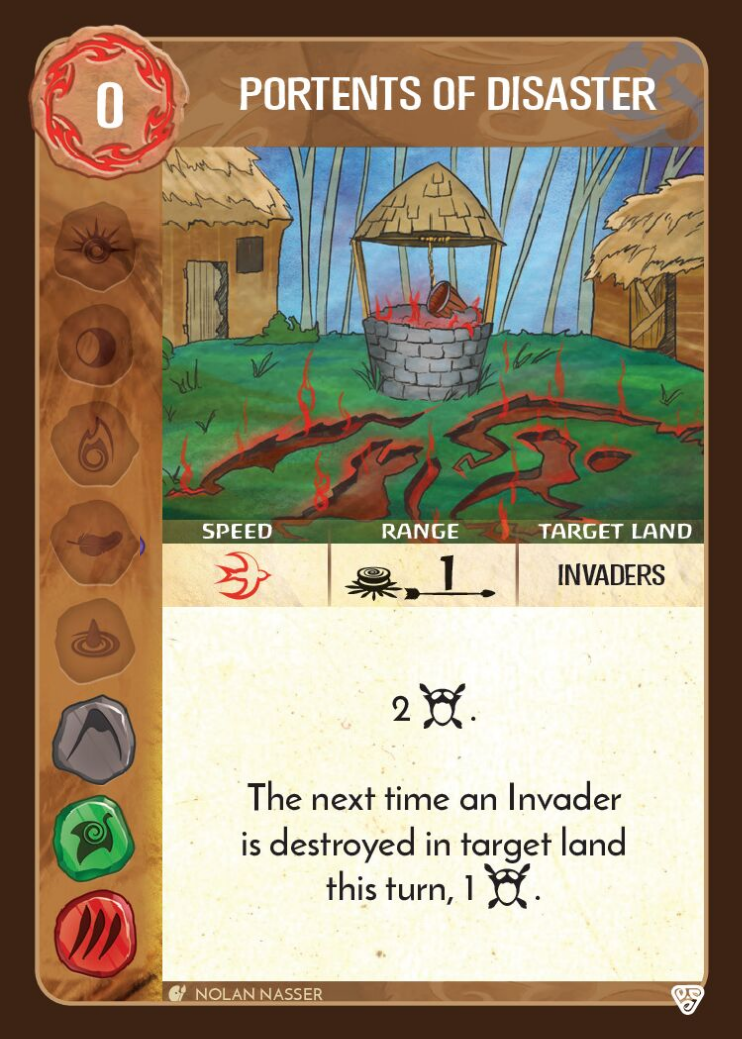 0
PORTENTS OF DISASTER
SPEED RANGE TARGET LAND
1 INVADERS
2 .
The next time an Invader
is destroyed in target land
this turn, 1 .
NOLAN NASSER